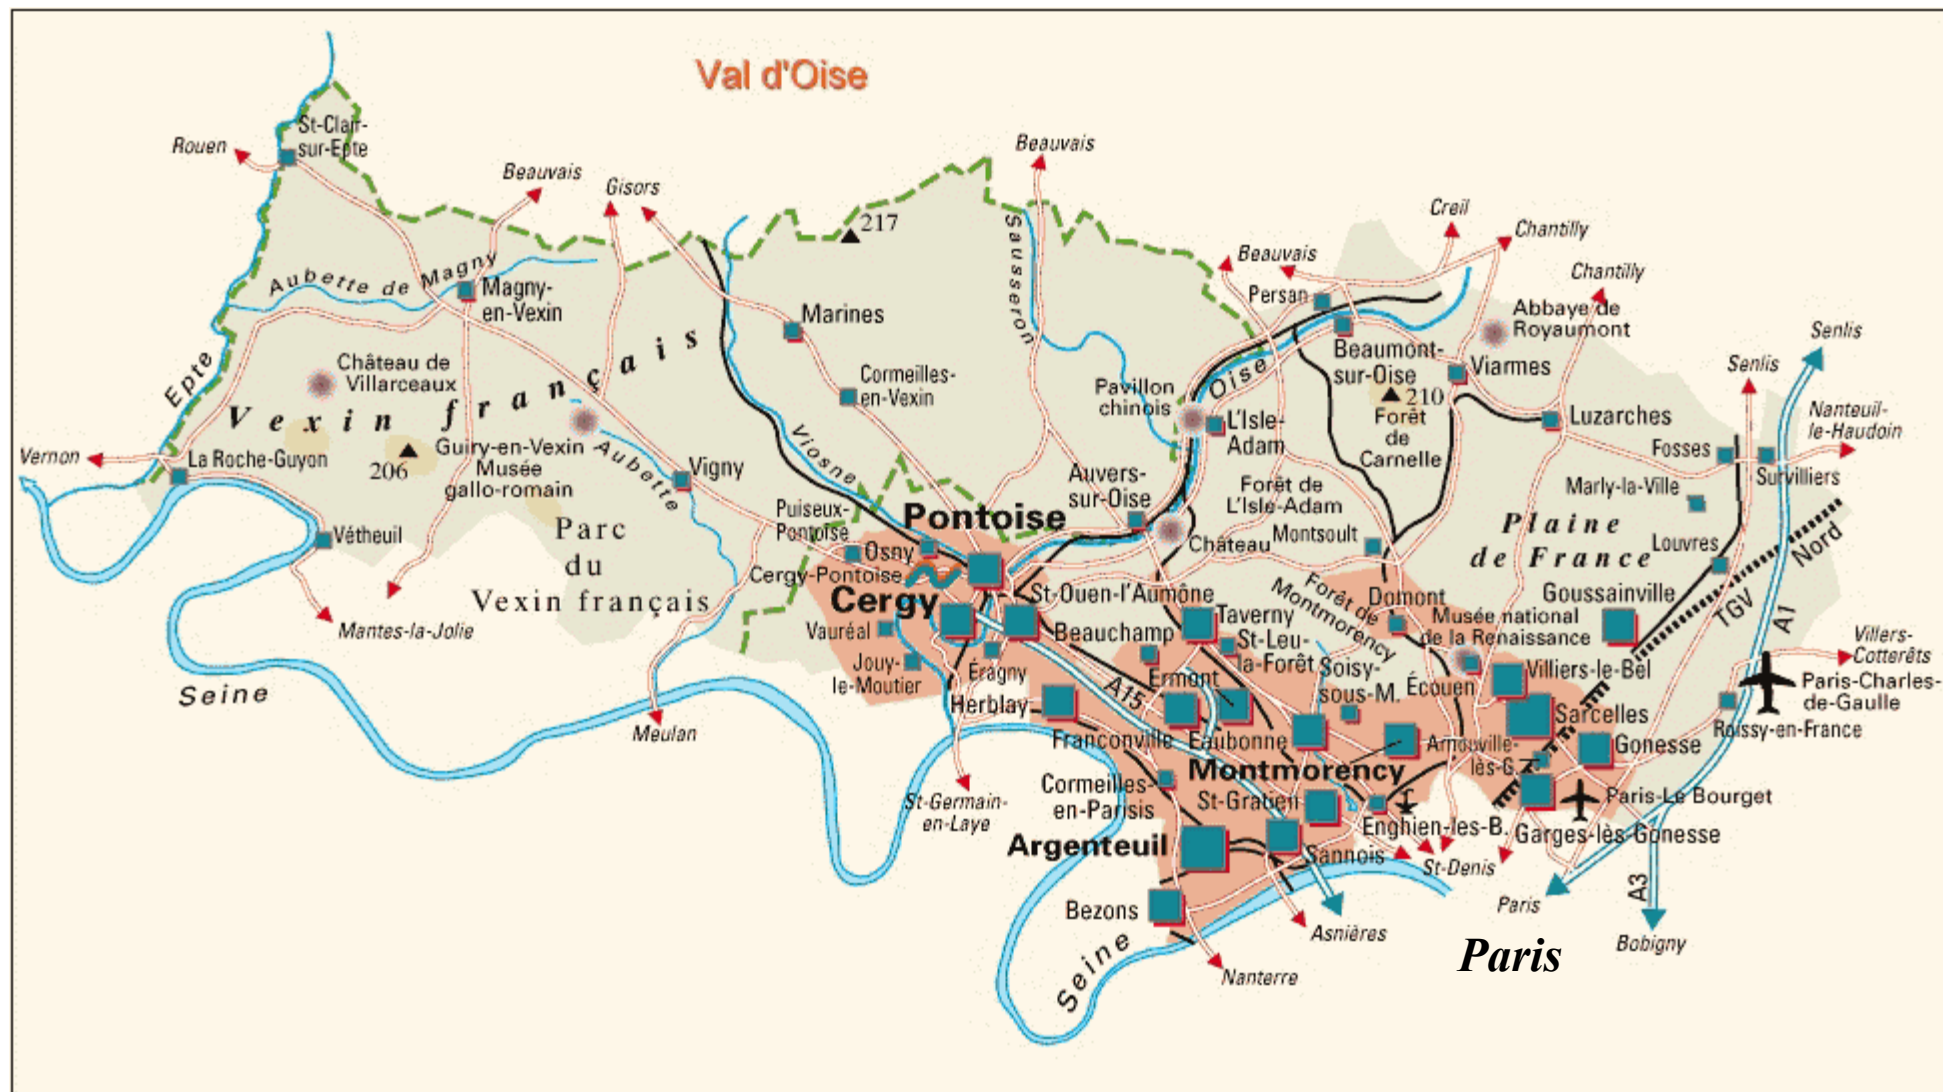 Val d'Oise
Rouen
St-Clair-
sur-Epte
Beauvais
Gisors
Beauvais
217
Sausseron
Creil
Chantilly
Beauvais
Chantilly
Persan
Abbaye de
Royaumont
Aubette de Magny
Magny-
en-Vexin
Marines
Senlis
Senlis
Epte
Château de
Villarceaux
Cormeilles-
en-Vexin
Pavillon
chinois
Oise
Beaumont-
sur-Oise
Viarmes
210
Forêt
de
Carnelle
Luzarches
Nanteuil-
le-Haudoin
Vexin français
L'Isle-
Adam
Vernon
La Roche-Guyon
206
Guiry-en-Vexin
Musée
gallo-romain
Aubette
Vigny
Viosne
Auvers-
sur-Oise
Forêt de
L'Isle-Adam
Fosses
Survilliers
Marly-la-Ville
Vétheuil
Parc
du
Vexin français
Puiseux-
Pontoise
Pontoise
Osny
Château
Montsoult
Plaine
de France
Louvres
TGV
Nord
Cergy-Pontoise
Cergy
St-Ouen-l'Aumône
Forêt de
Montmorency
Domont
Goussainville
A1
Mantes-la-Jolie
Vauréal
Beauchamp
Taverny
St-Leu-
la-Forêt
Musée national
de la Renaissance
Villers-
Cotterêts
Jouy-
le-Moutier
Éragny
A15
Ermont
Soisy-
sous-M.
Écouen
Villiers-le-Bel
Paris-Charles-
de-Gaulle
Seine
Meulan
Herblay
Franconville
Eaubonne
Sarcelles
Roissy-en-France
Arnouville-
lès-G.
Gonesse
Montmorency
St-Germain-
en-Laye
Cormeilles-
en-Parisis
St-Gratien
Paris-Le Bourget
Enghien-les-B.
Garges-lès-Gonesse
Argenteuil
Sannois
St-Denis
Bezons
Paris
A3
Asnières
Bobigny
Seine
Paris
Nanterre